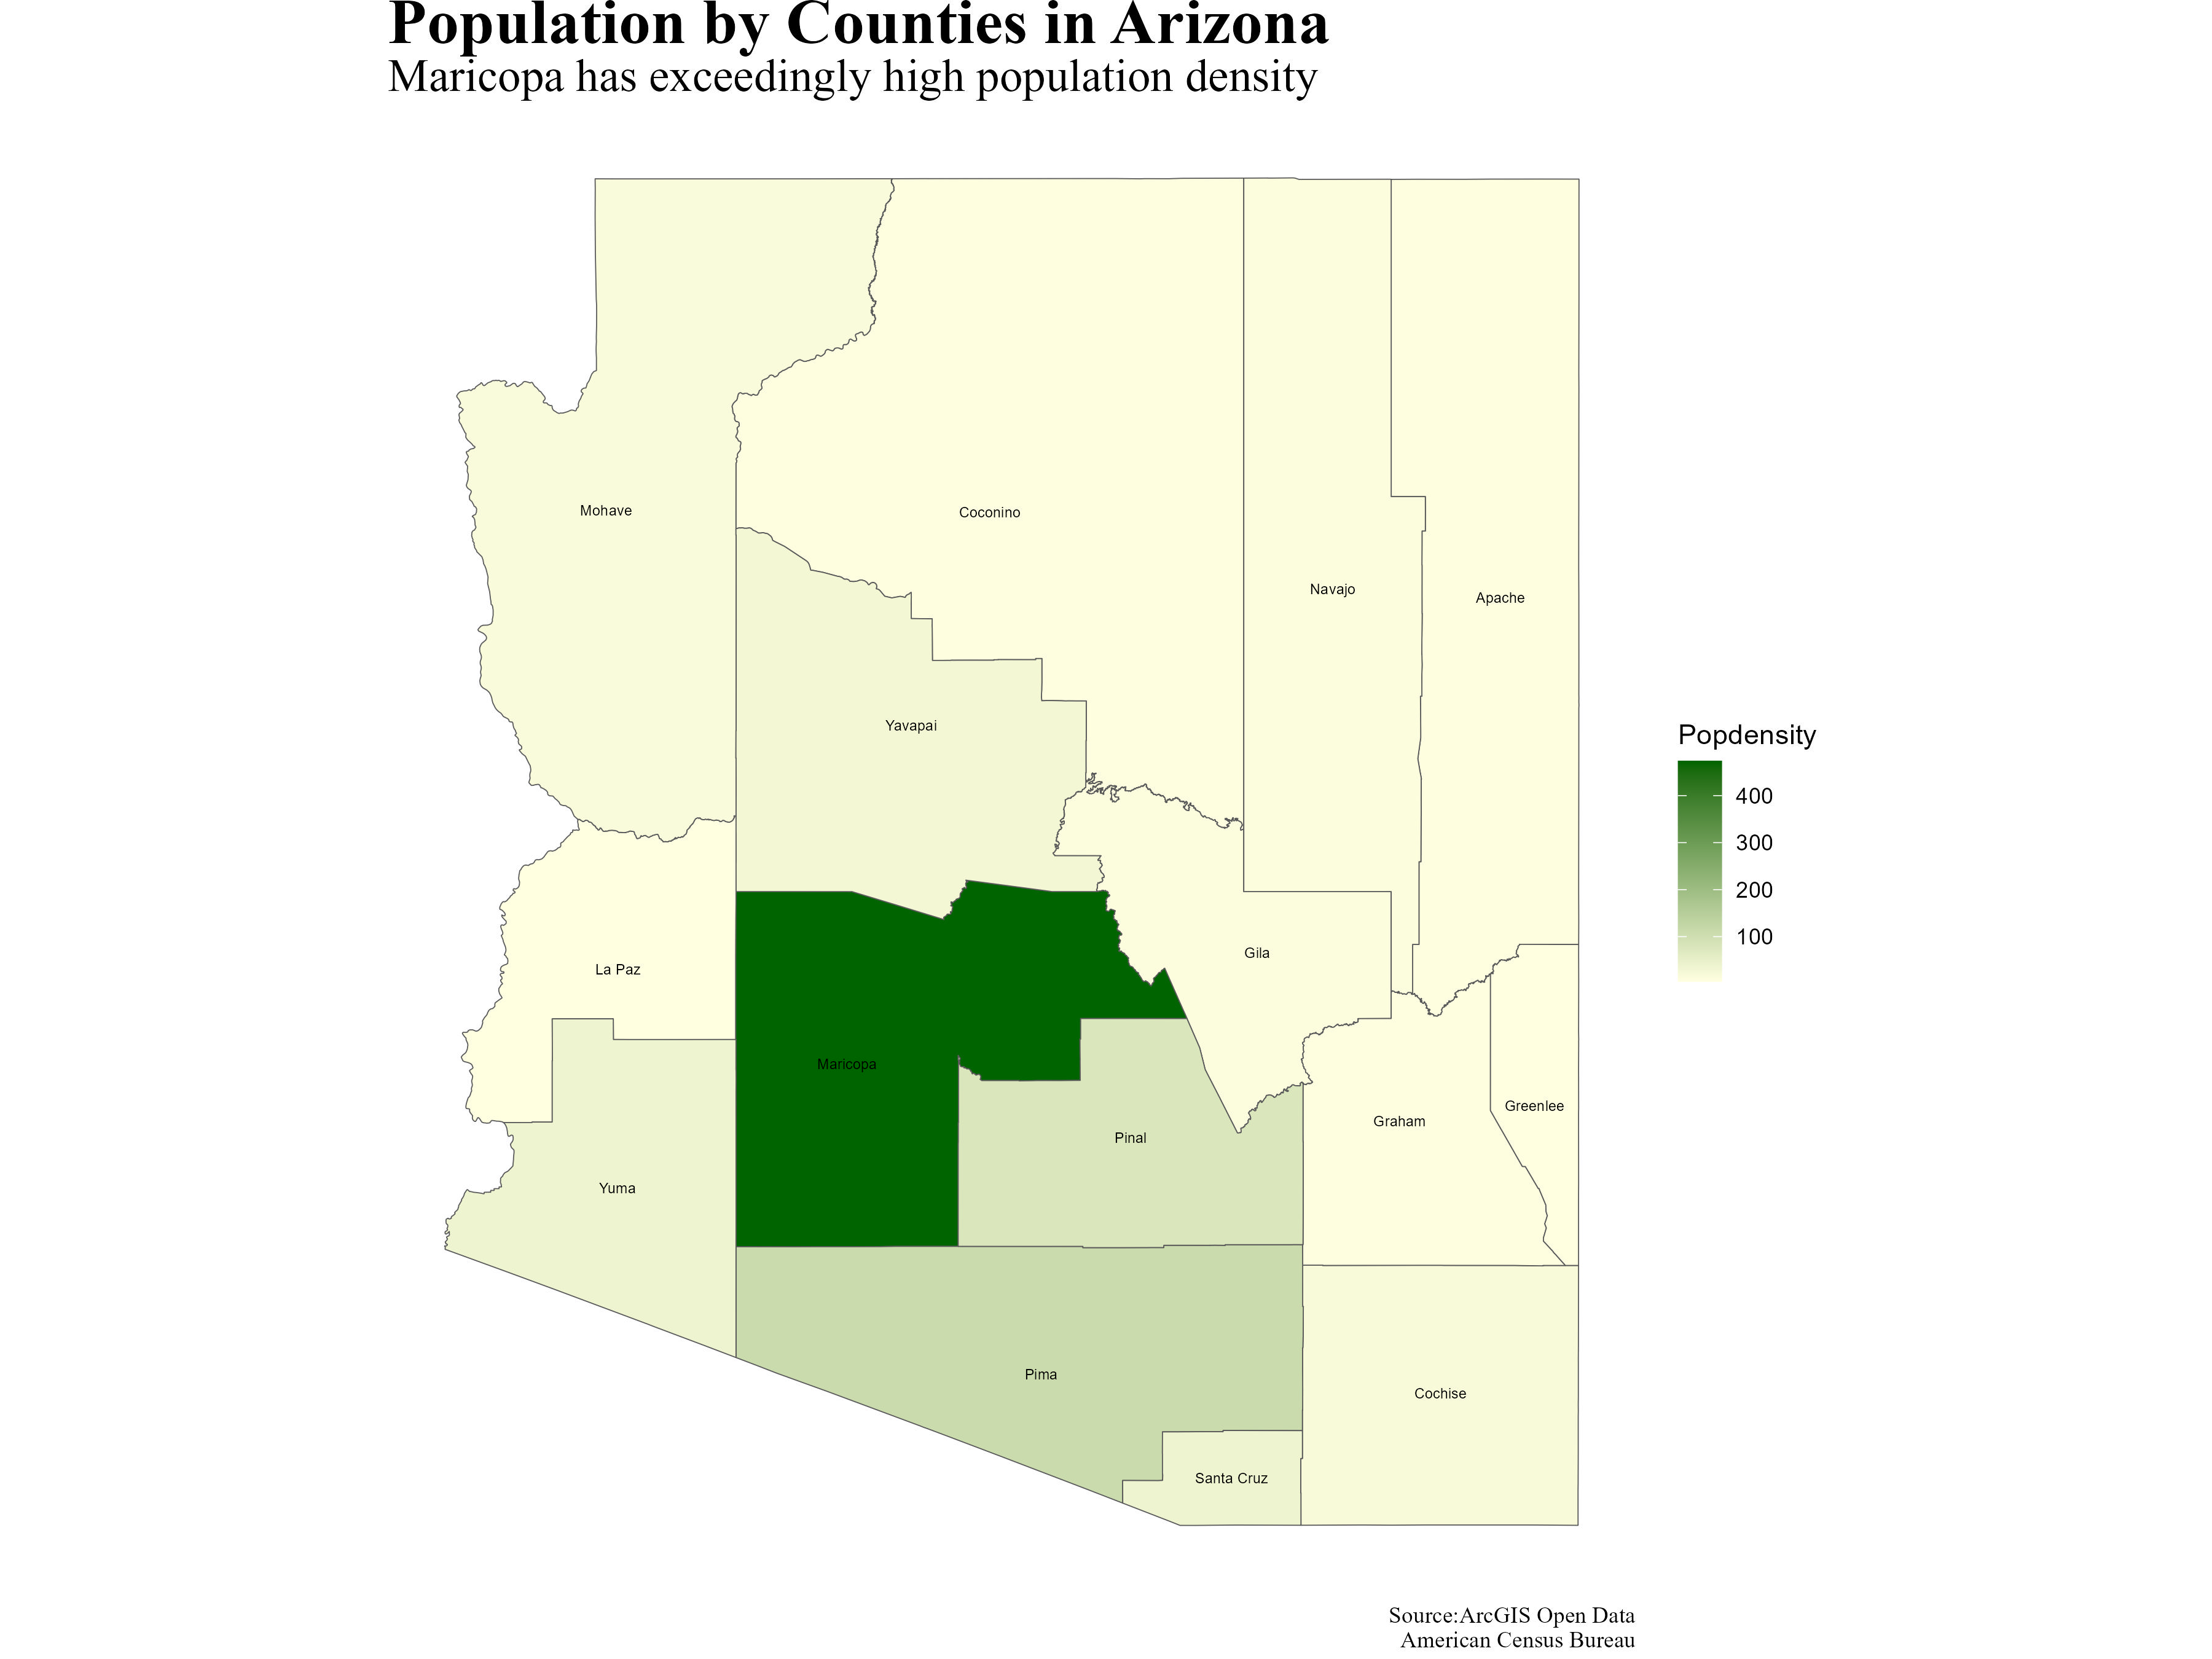 Population by Counties in Arizona
Maricopa has exceedingly high population density
Mohave
Coconino
Navajo
Apache
Yavapai
Popdensity
400
300
200
100
La Paz
Gila
Maricopa
Pinal
Graham
Greenlee
Yuma
Pima
Cochise
Santa Cruz
Source:ArcGIS Open Data
American Census Bureau